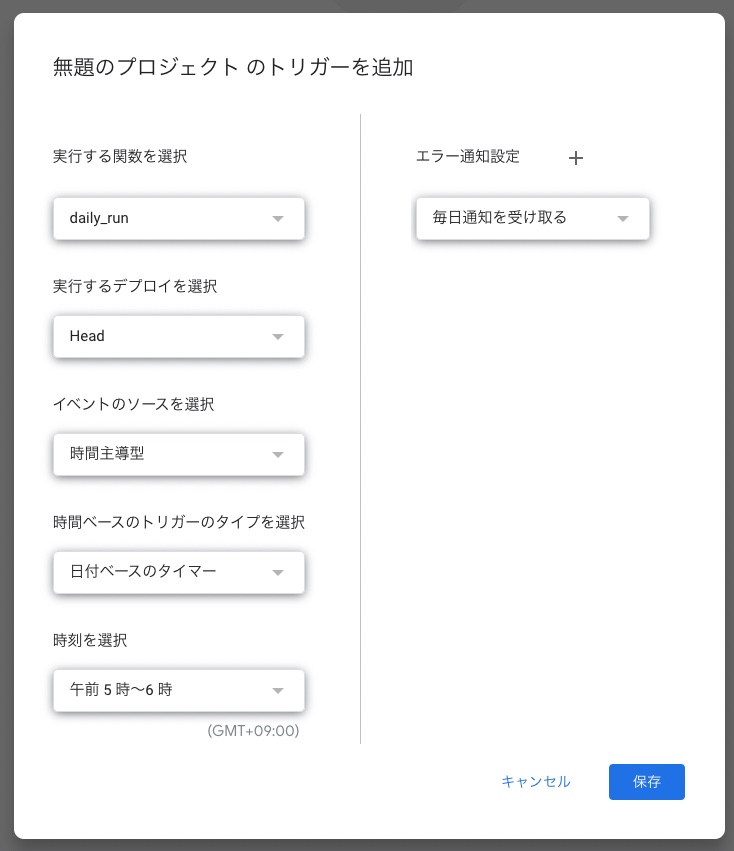 無題のプロジェクト のトリガーを追加
実行する関数を選択
daily_run
実行するデプロイを選択
Head
イベントのソースを選択
時間主導型
時間ベースのトリガーのタイプを選択
日付ベースのタイマー
時刻を選択
午前 5 時～6 時
(GMT+09:00)
エラー通知設定
毎日通知を受け取る
キャンセル
保存